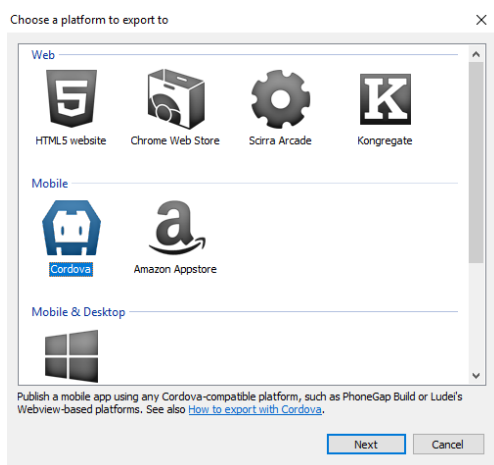 Choose a platform to export to
Web
HTML5 website
Chrome Web Store
Scirra Arcade
Kongregate
Mobile
Cordova
Amazon Appstore
Mobile & Desktop
Publish a mobile app using any Cordova-compatible platform, such as PhoneGap Build or Ludei's
Webview-based platforms. See also How to export with Cordova.
Next
Cancel